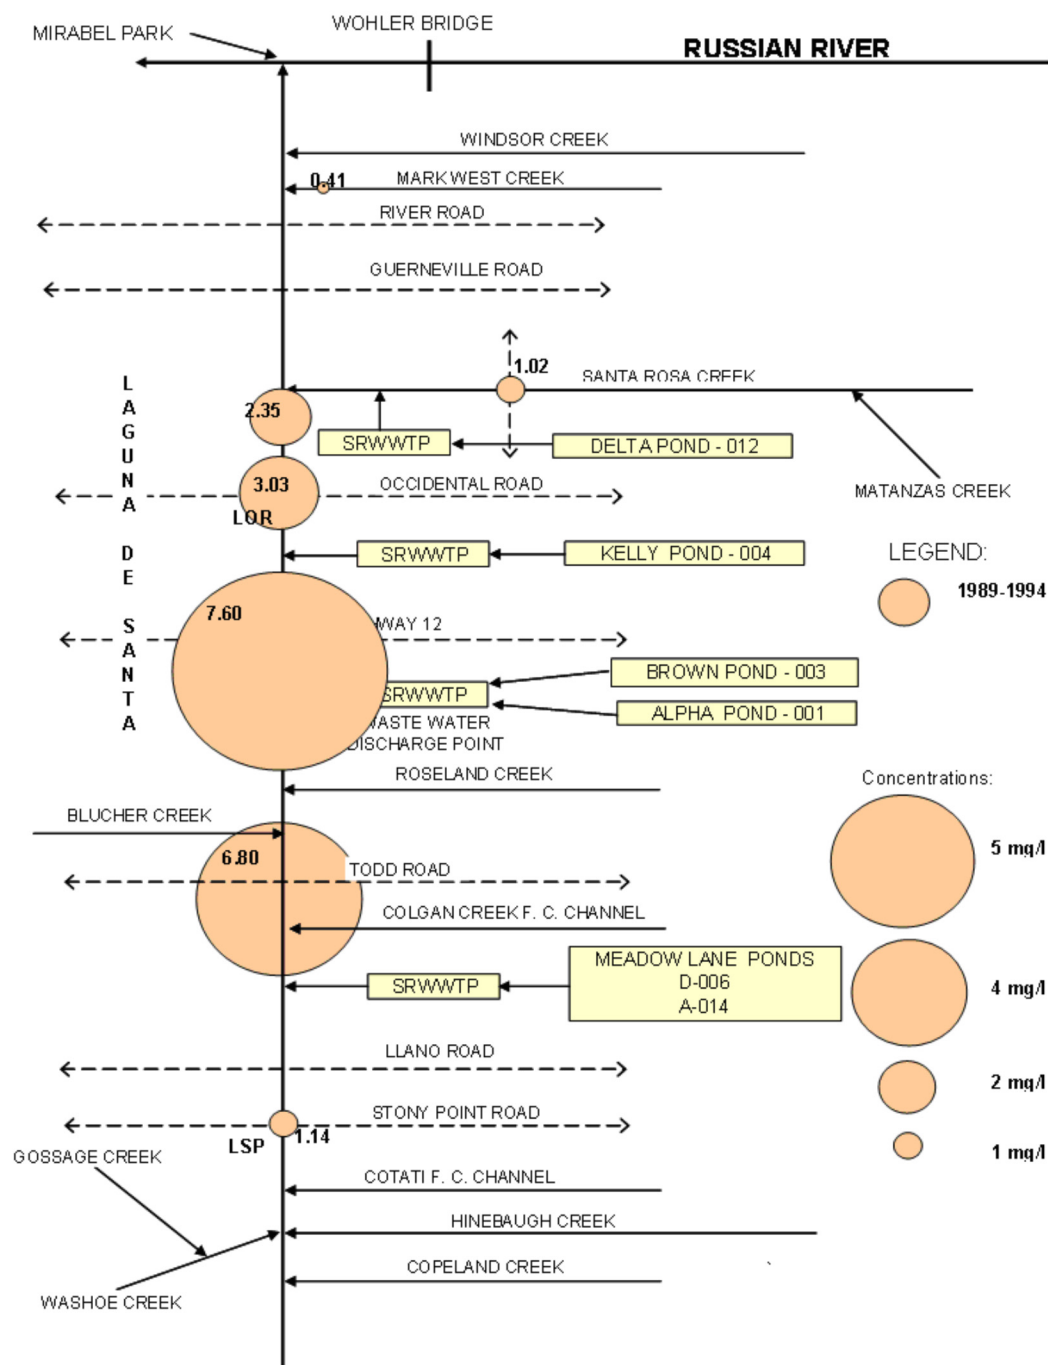 WOHLER BRIDGE
MIRABEL PARK
RUSSIAN RIVER
WINDSOR CREEK
0.41
MARK WEST CREEK
RIVER ROAD
GUERNEVILLE ROAD
1.02
SANTA ROSA CREEK
2.35
SRWWTP
DELTA POND - 012
3.03
OCCIDENTAL ROAD
MATANZAS CREEK
LOR
LAGUNA DE SANTA
SRWWTP
KELLY POND - 004
LEGEND:
1989-1994
7.60
WAY 12
BROWN POND - 003
SRWWTP
ALPHA POND - 001
WASTE WATER
DISCHARGE POINT
ROSELAND CREEK
Concentrations:
BLUCHER CREEK
5 mg/l
6.80
TODD ROAD
COLGAN CREEK F. C. CHANNEL
MEADOW LANE PONDS
D-006
A-014
SRWWTP
4 mg/l
LLANO ROAD
2 mg/l
STONY POINT ROAD
1.14
LSP
1 mg/l
GOSSAGE CREEK
COTATI F. C. CHANNEL
HINEBAUGH CREEK
COPELAND CREEK
WASHOE CREEK